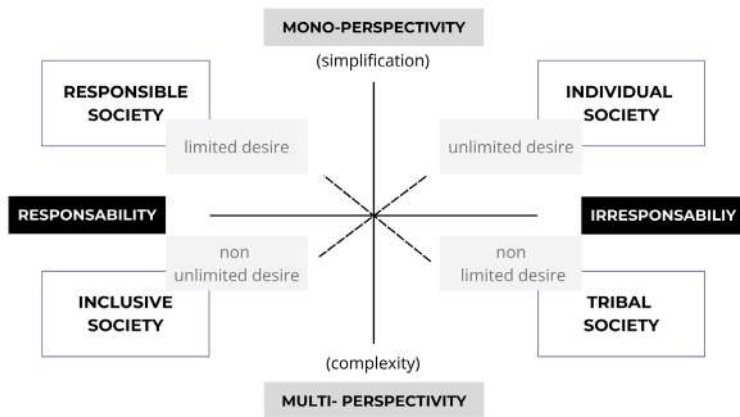 MONO-PERSPECTIVITY
(simplification)
RESPONSIBLE
SOCIETY
INDIVIDUAL
SOCIETY
limited desire
unlimited desire
RESPONSABILITY
IRRESPONSABILIY
non
unlimited desire
non
limited desire
INCLUSIVE
SOCIETY
TRIBAL
SOCIETY
(complexity)
MULTI- PERSPECTIVITY